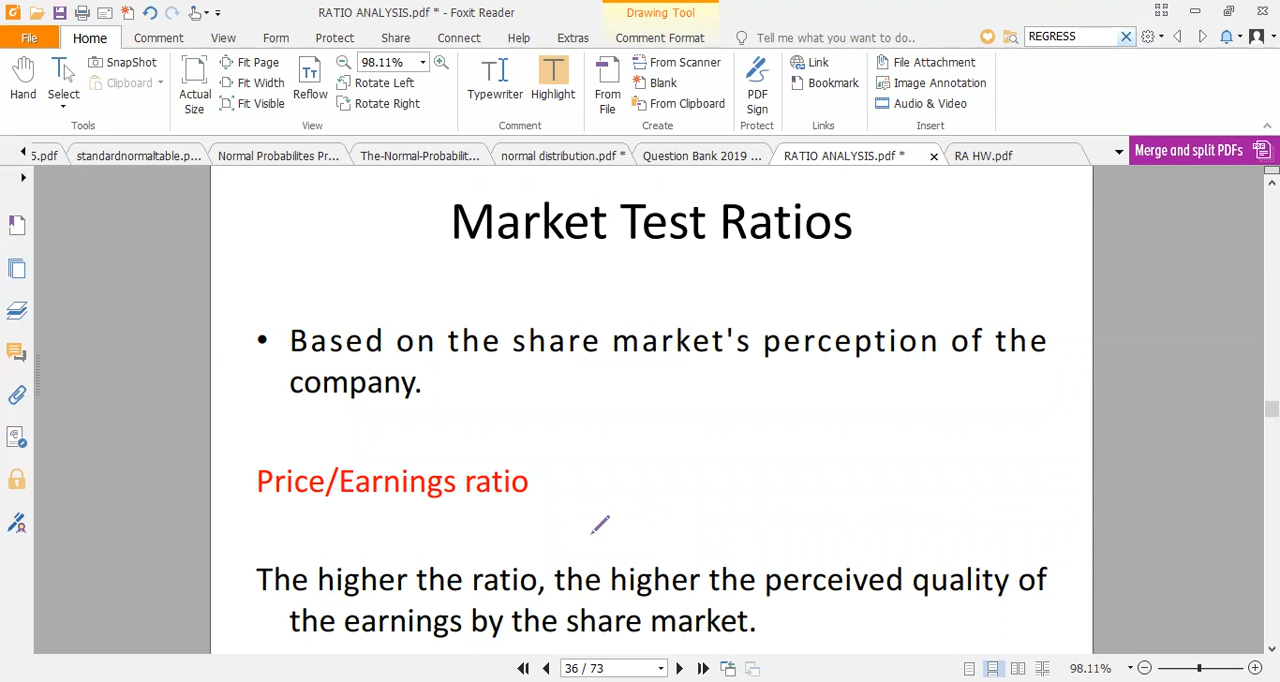 RATIO ANALYSIS.pdf * - Foxit Reader
Drawing Tool
File Home Comment View Form Protect Share Connect Help Extras Comment Format Tell me what you want to do.. REGRESS
Hand
Select
SnapShot
Clipboard
Tools
Actual Size
Fit Page
Fit Width
Fit Visible
Reflow
98.11%
Rotate Left
Rotate Right
View
Typewriter
Highlight
Comment
From File
From Scanner
Blank
From Clipboard
Create
PDF Sign
Protect
Link
Bookmark
Links
File Attachment
Image Annotation
Audio & Video
Insert
5.pdf standardnormaltable.p... Normal Probabilites Pr... The-Normal-Probabilit... normal distribution.pdf * Question Bank 2019 ... RATIO ANALYSIS.pdf * RA HW.pdf Merge and split PDFs
Market Test Ratios
• Based on the share market's perception of the
company.
Price/Earnings ratio
The higher the ratio, the higher the perceived quality of
the earnings by the share market.
36 / 73
98.11%